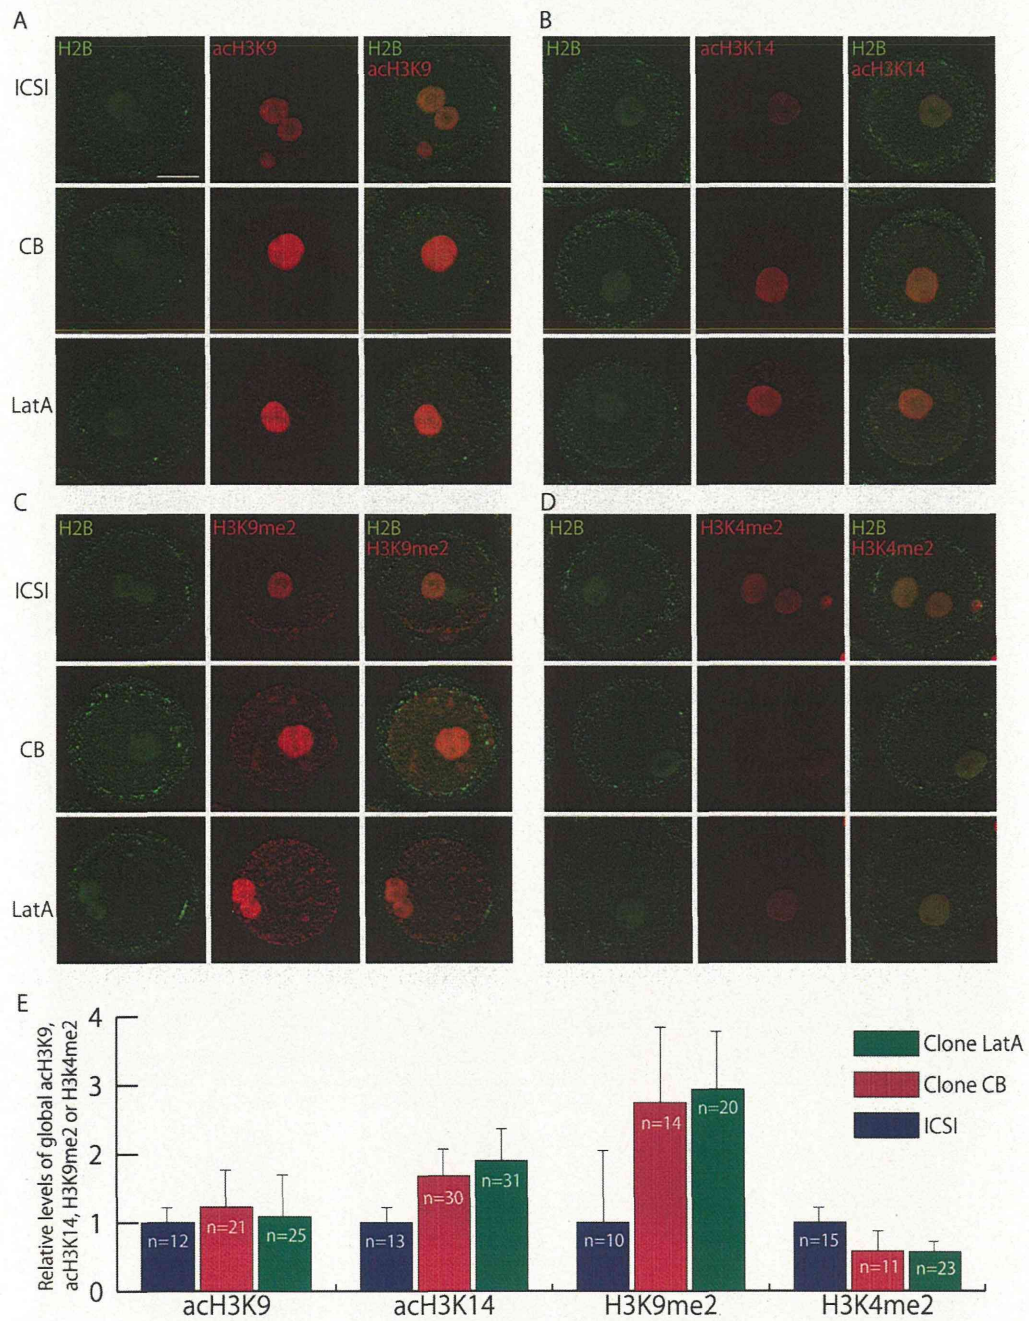 A
B
H2B
acH3K9
H2B
acH3K9
H2B
acH3K14
H2B
acH3K14
ICSI
CB
LatA
C
D
H2B
H3K9me2
H2B
H3K9me2
H2B
H3K4me2
H2B
H3K4me2
ICSI
CB
LatA
E
Relative levels of global acH3K9,
acH3K14, H3K9me2 or H3K4me2
4
3
2
1
0
n=12
n=21
n=25
n=13
n=30
n=31
n=10
n=14
n=20
n=15
n=11
n=23
Clone LatA
Clone CB
ICSI
acH3K9
acH3K14
H3K9me2
H3K4me2